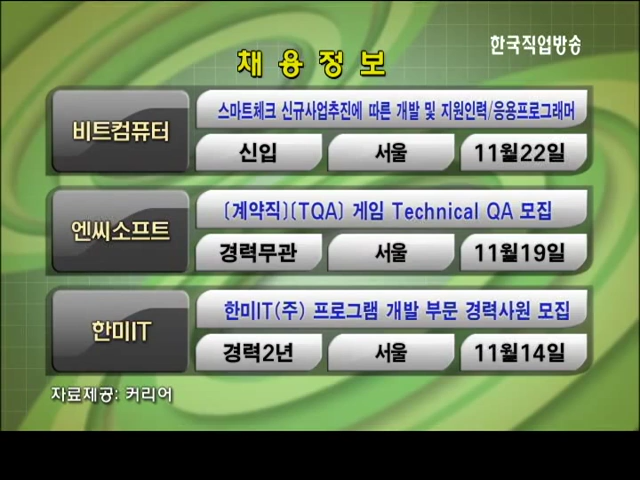 채용정보
한국직업방송
비트컴퓨터
스마트체크 신규사업추진에 따른 개발 및 지원인력/응용프로그래머
신입 서울 11월22일
엔씨소프트
(계약직)(TQA) 게임 Technical QA 모집
경력무관 서울 11월19일
한미IT
한미IT(주) 프로그램 개발 부문 경력사원 모집
경력2년 서울 11월14일
자료제공: 커리어